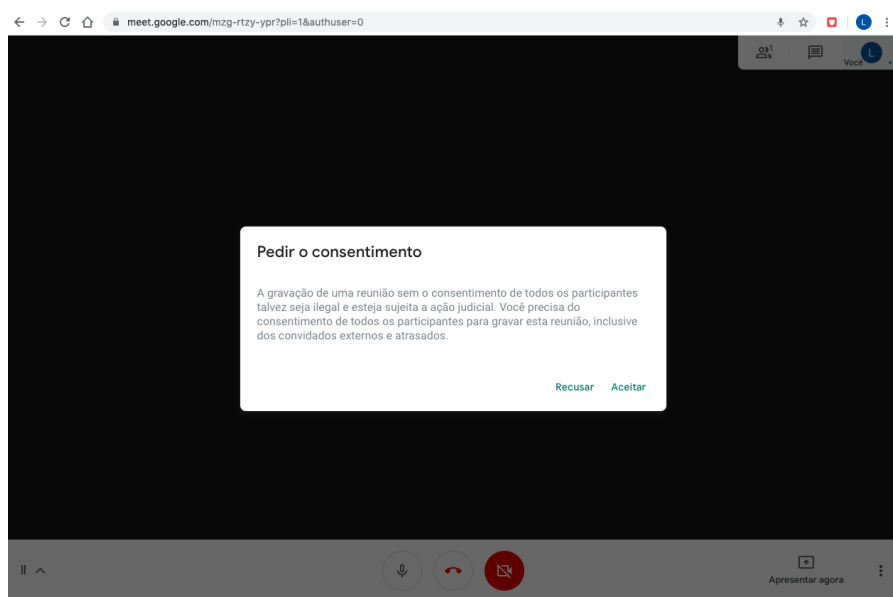 meet.google.com/mzg-rtzy-ypr?pli=1&authuser=0
L
1
Você
L
Pedir o consentimento
A gravação de uma reunião sem o consentimento de todos os participantes
talvez seja ilegal e esteja sujeita a ação judicial. Você precisa do
consentimento de todos os participantes para gravar esta reunião, inclusive
dos convidados externos e atrasados.
Recusar Aceitar
Apresentar agora